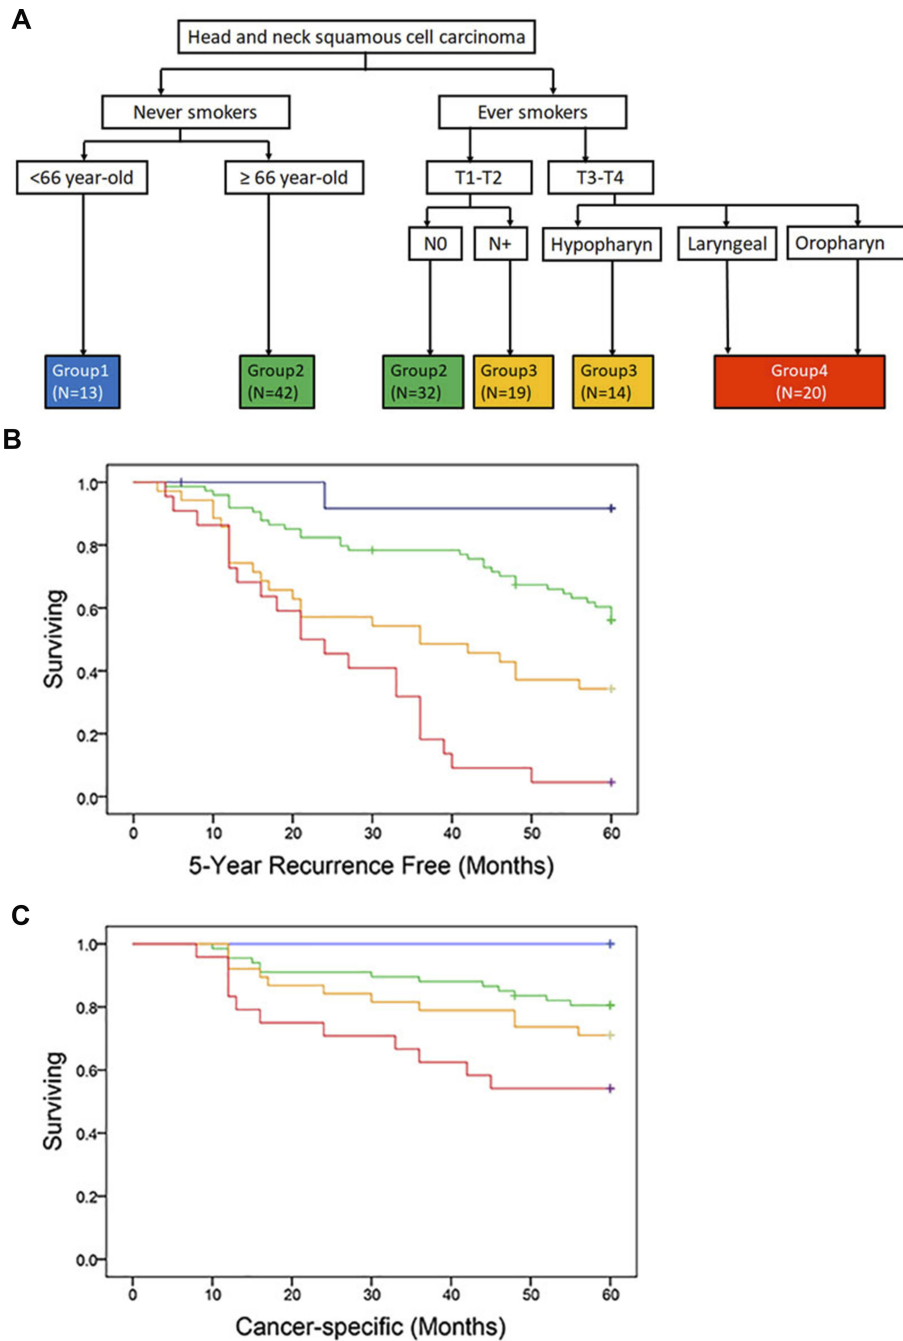 A
Head and neck squamous cell carcinoma
Never smokers
Ever smokers
<66 year-old
≥ 66 year-old
T1-T2
T3-T4
N0
N+
Hypopharyn
Laryngeal
Oropharyn
Group1
(N=13)
Group2
(N=42)
Group2
(N=32)
Group3
(N=19)
Group3
(N=14)
Group4
(N=20)
B
Surviving
1.0
0.8
0.6
0.4
0.2
0.0
0 10 20 30 40 50 60
5-Year Recurrence Free (Months)
C
Surviving
1.0
0.8
0.6
0.4
0.2
0.0
0 10 20 30 40 50 60
Cancer-specific (Months)